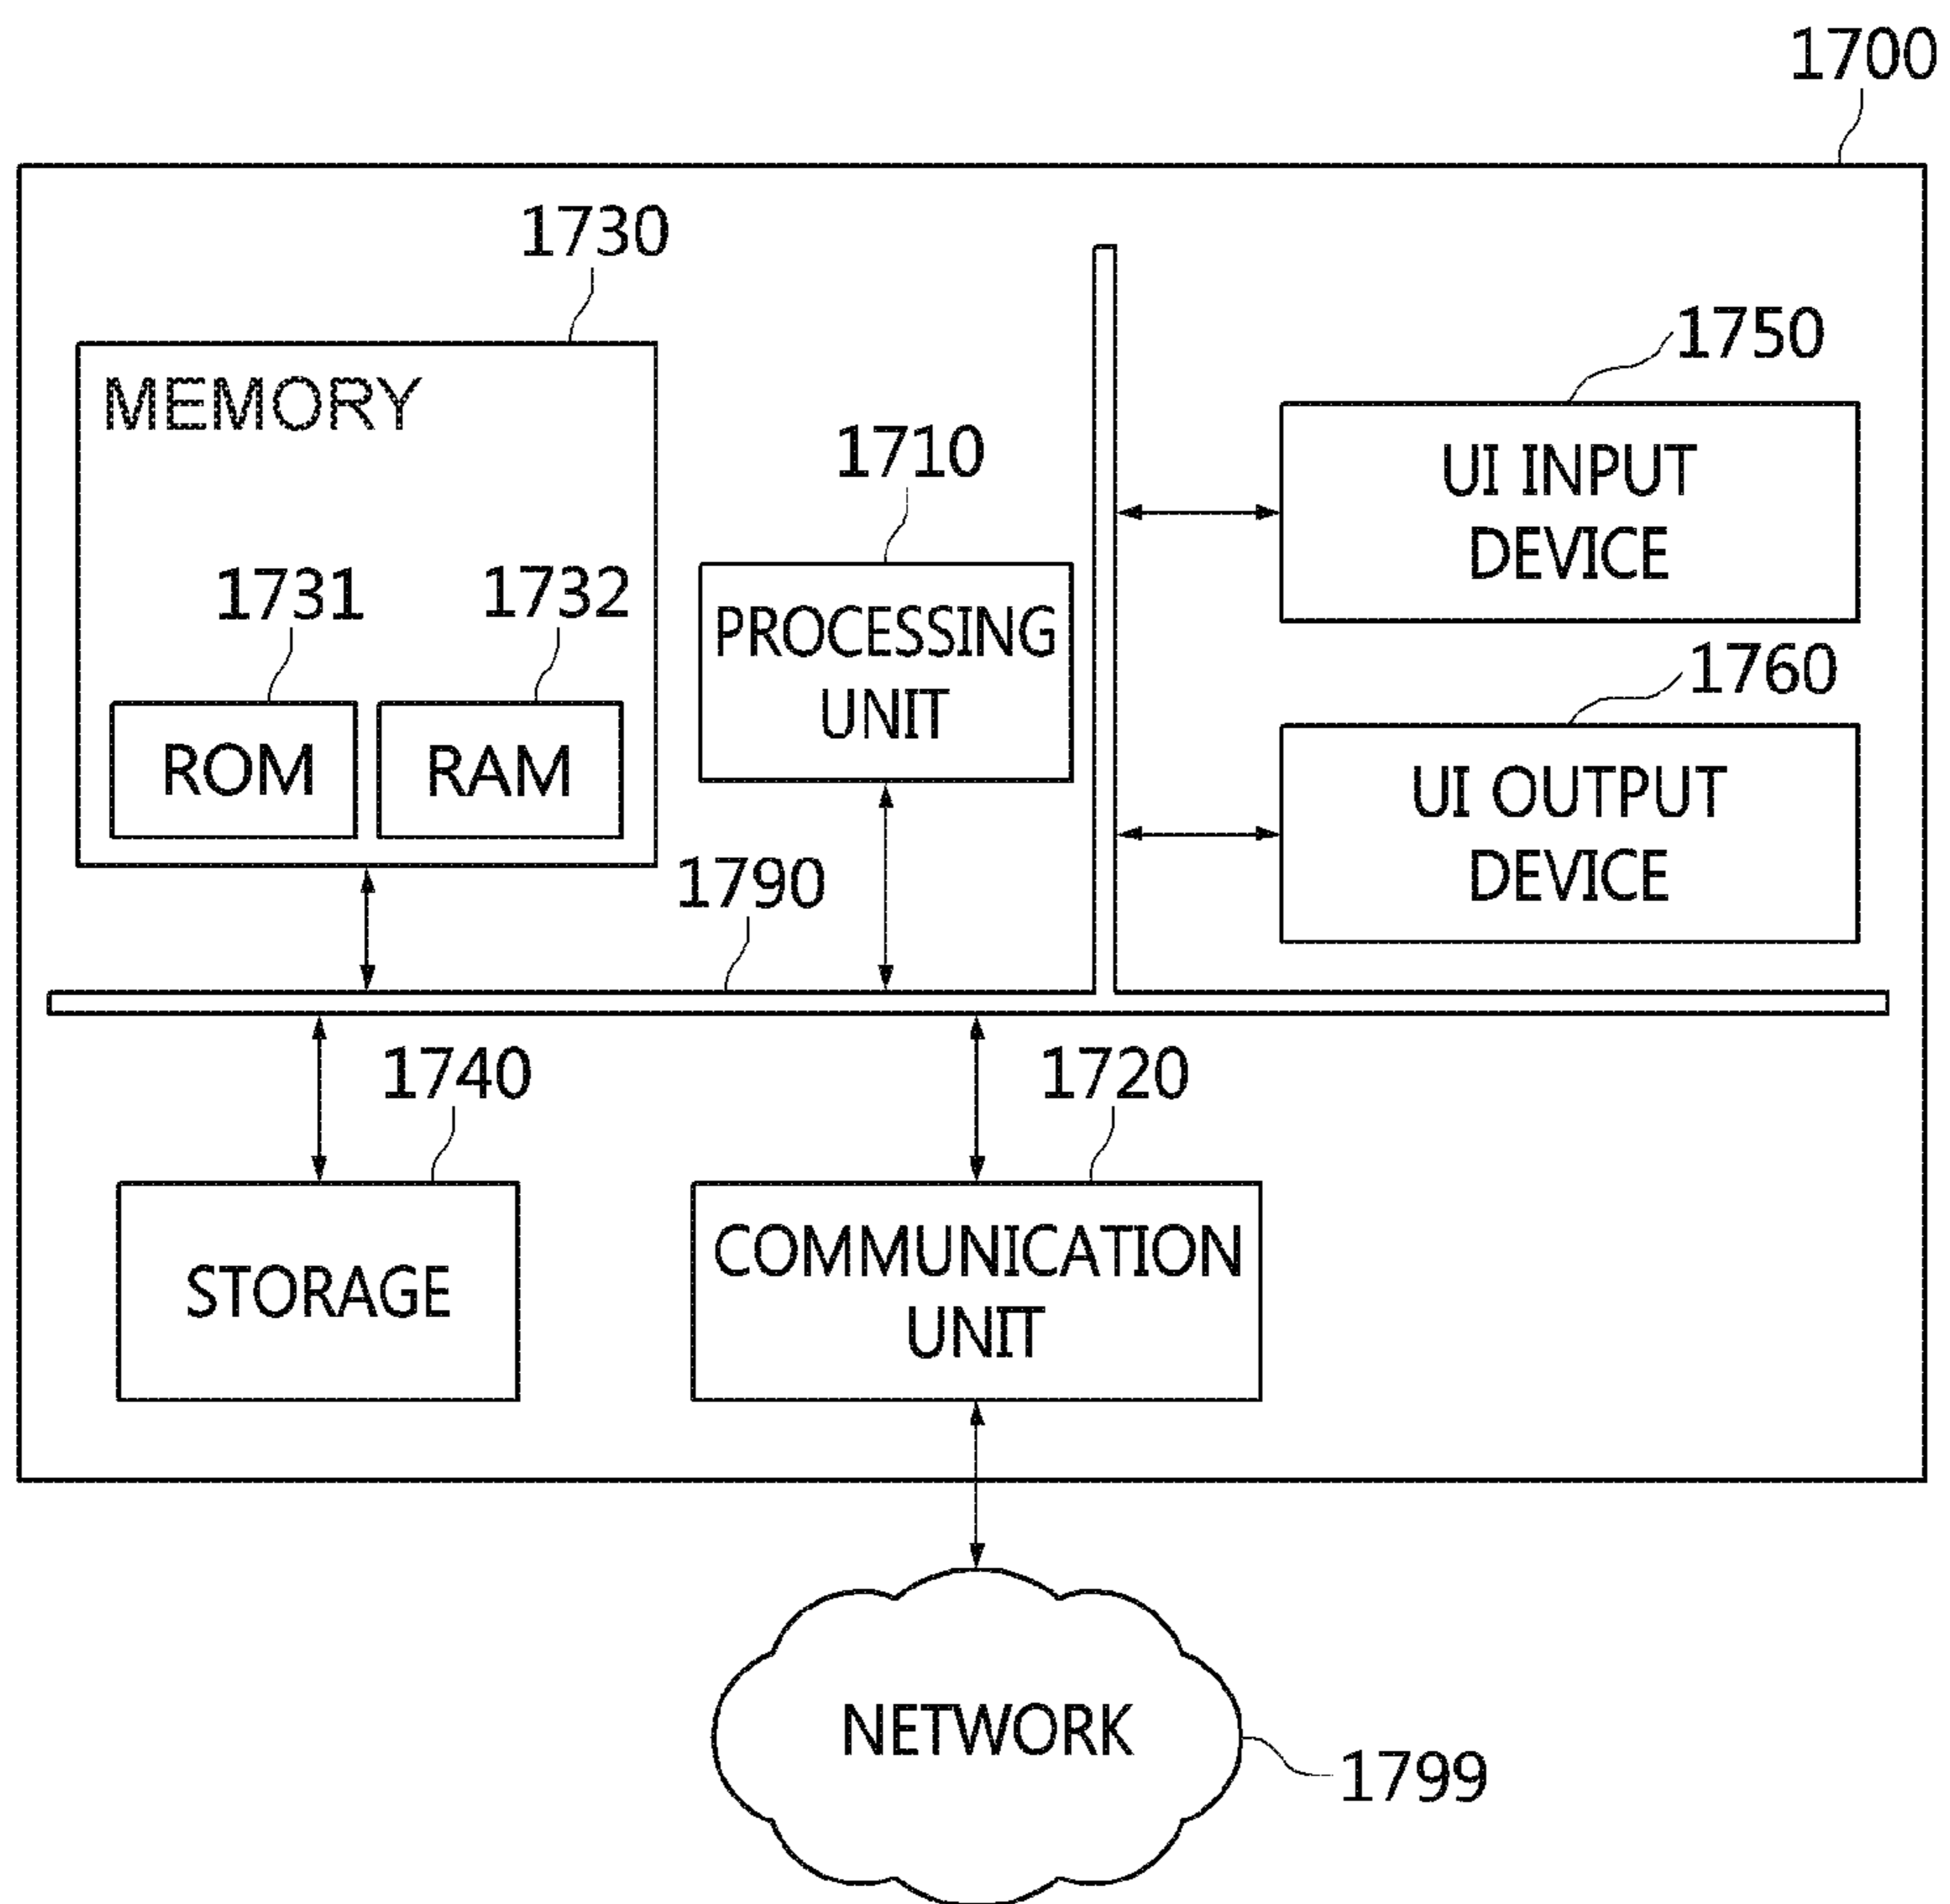 1700
1730
MEMORY
1750
UI INPUT
DEVICE
1710
PROCESSING
UNIT
1731
1732
ROM
RAM
1760
UI OUTPUT
DEVICE
1790
1740
1720
STORAGE
COMMUNICATION
UNIT
NETWORK
1799